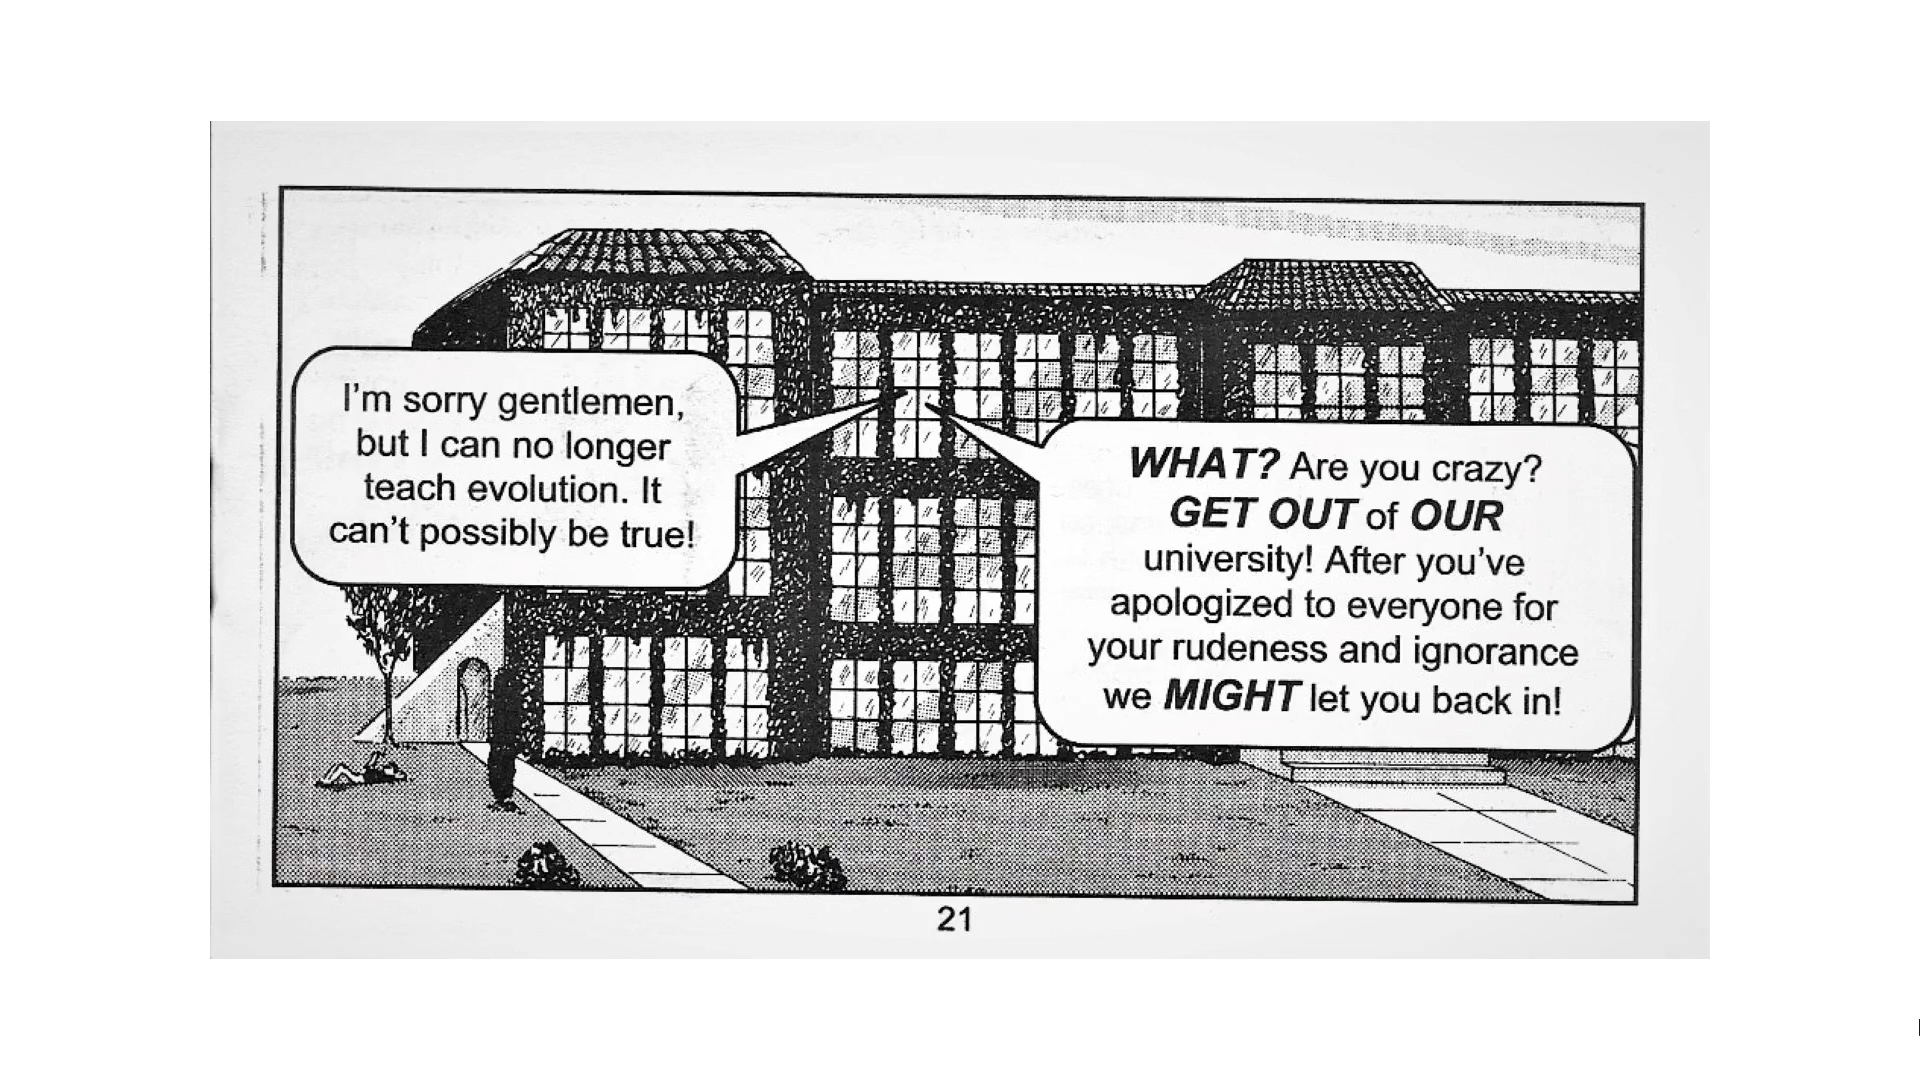 I'm sorry gentlemen,
but I can no longer
teach evolution. It
can't possibly be true!
WHAT? Are you crazy?
GET OUT of OUR
university! After you've
apologized to everyone for
your rudeness and ignorance
we MIGHT let you back in!
21